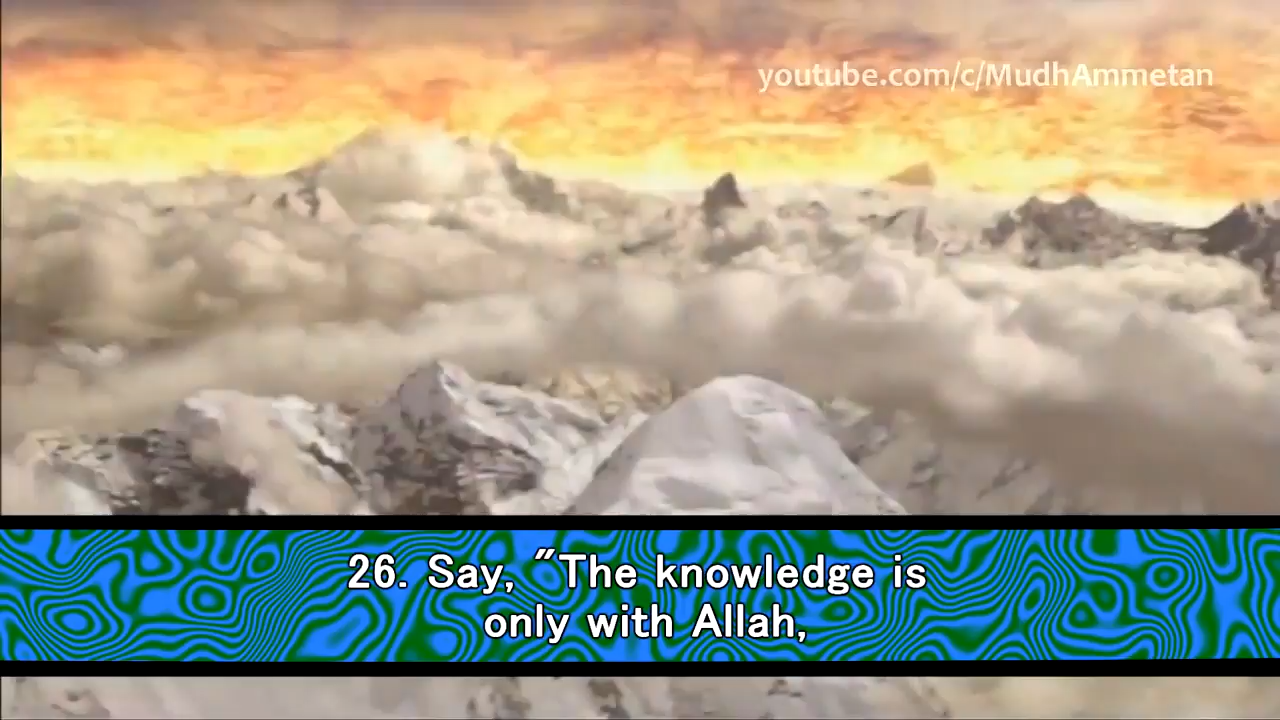 youtube.com/c/MudhAmmetan
26. Say, "The knowledge is
only with Allah,